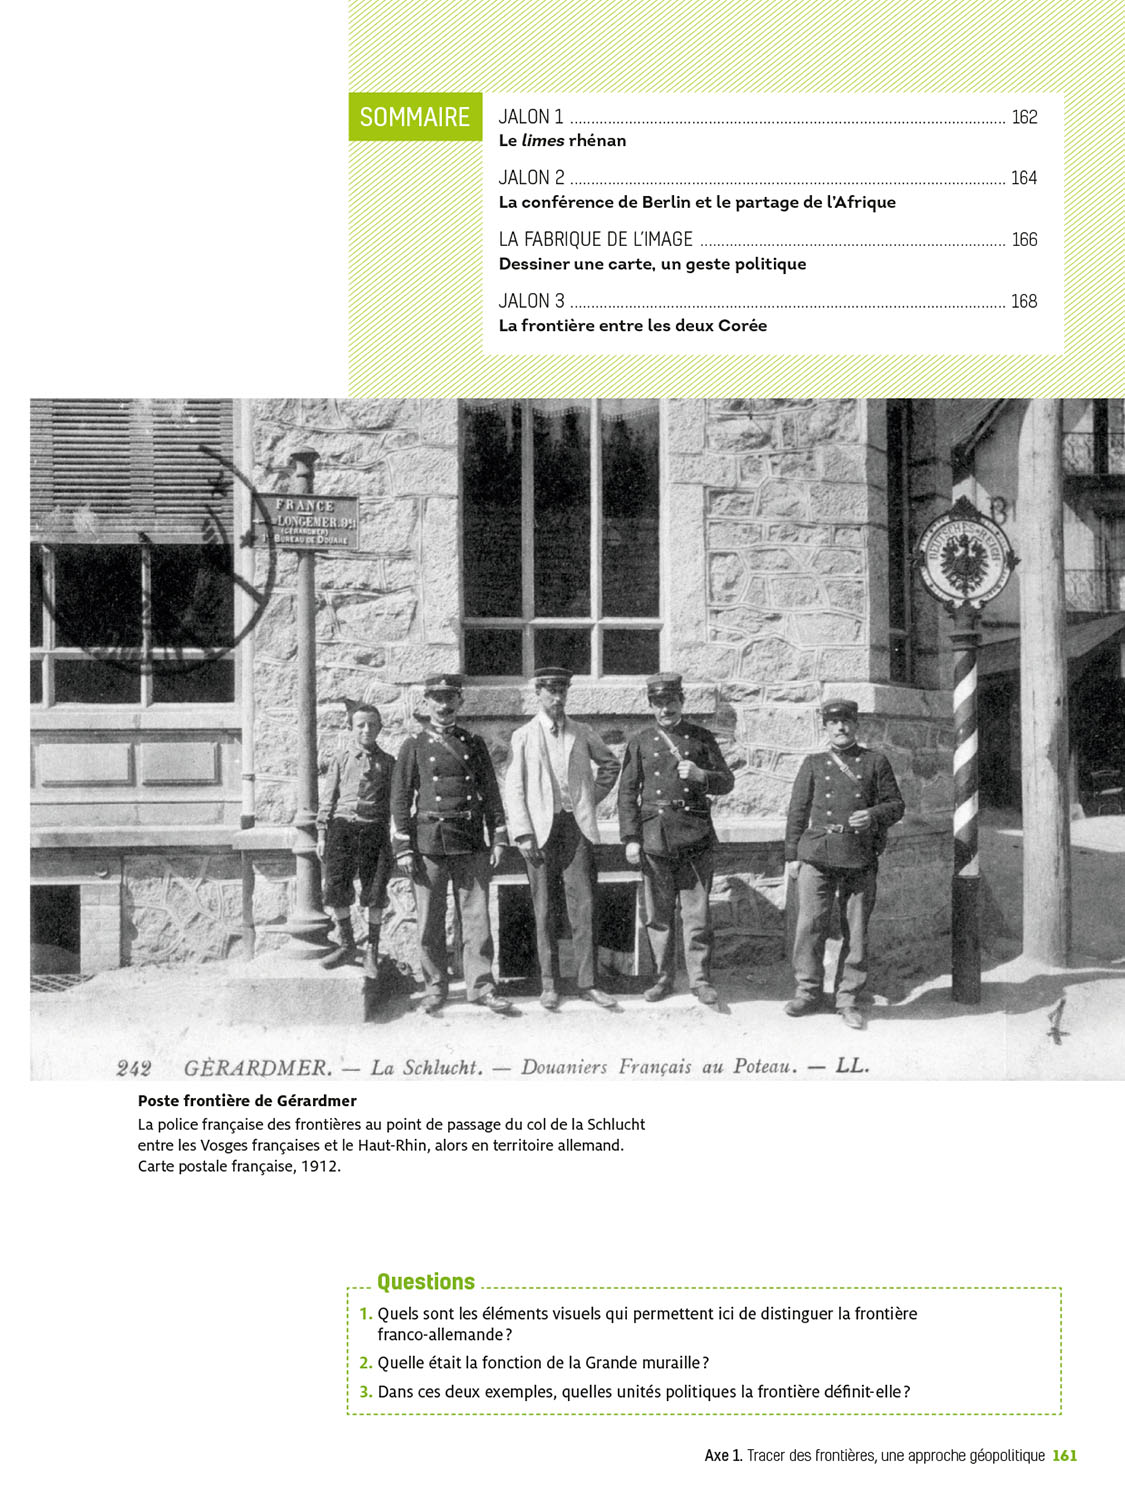 SOMMAIRE
JALON 1 ........ 162
Le limes rhénan
JALON 2 ........ 164
La conférence de Berlin et le partage de l'Afrique
LA FABRIQUE DE L'IMAGE ........ 166
Dessiner une carte, un geste politique
JALON 3 ........ 168
La frontière entre les deux Corée
FRANCE
LONGEMER
(GÉRARDMER)
BUREAU DE DOUANE
DEUTSCHES REICH
242 GÉRARDMER. — La Schlucht. — Douaniers Français au Poteau. — LL.
Poste frontière de Gérardmer
La police française des frontières au point de passage du col de la Schlucht
entre les Vosges françaises et le Haut-Rhin, alors en territoire allemand.
Carte postale française, 1912.
Questions
1. Quels sont les éléments visuels qui permettent ici de distinguer la frontière
franco-allemande ?
2. Quelle était la fonction de la Grande muraille ?
3. Dans ces deux exemples, quelles unités politiques la frontière définit-elle ?
Axe 1. Tracer des frontières, une approche géopolitique 161